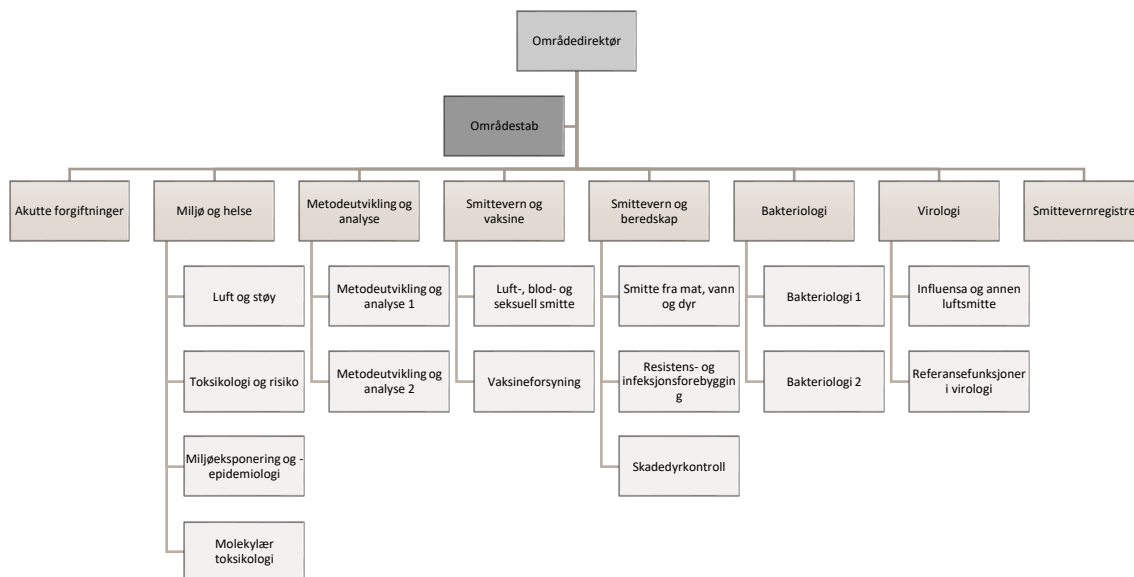 Områdedirektør
Områdestab
Akutte forgiftninger
Miljø og helse
Metodeutvikling og
analyse
Smittevern og
vaksine
Smittevern og
beredskap
Bakteriologi
Virologi
Smittevernregistre
Luft og støy
Toksikologi og risiko
Miljøeksponering og -
epidemiologi
Molekylær
toksikologi
Metodeutvikling og
analyse 1
Metodeutvikling og
analyse 2
Luft-, blod- og
seksuell smitte
Vaksineforsyning
Smitte fra mat, vann
og dyr
Resistens- og
infeksjonsforebyggin
g
Skadedyrkontroll
Bakteriologi 1
Bakteriologi 2
Influensa og annen
luftsmitte
Referansefunksjoner
i virologi